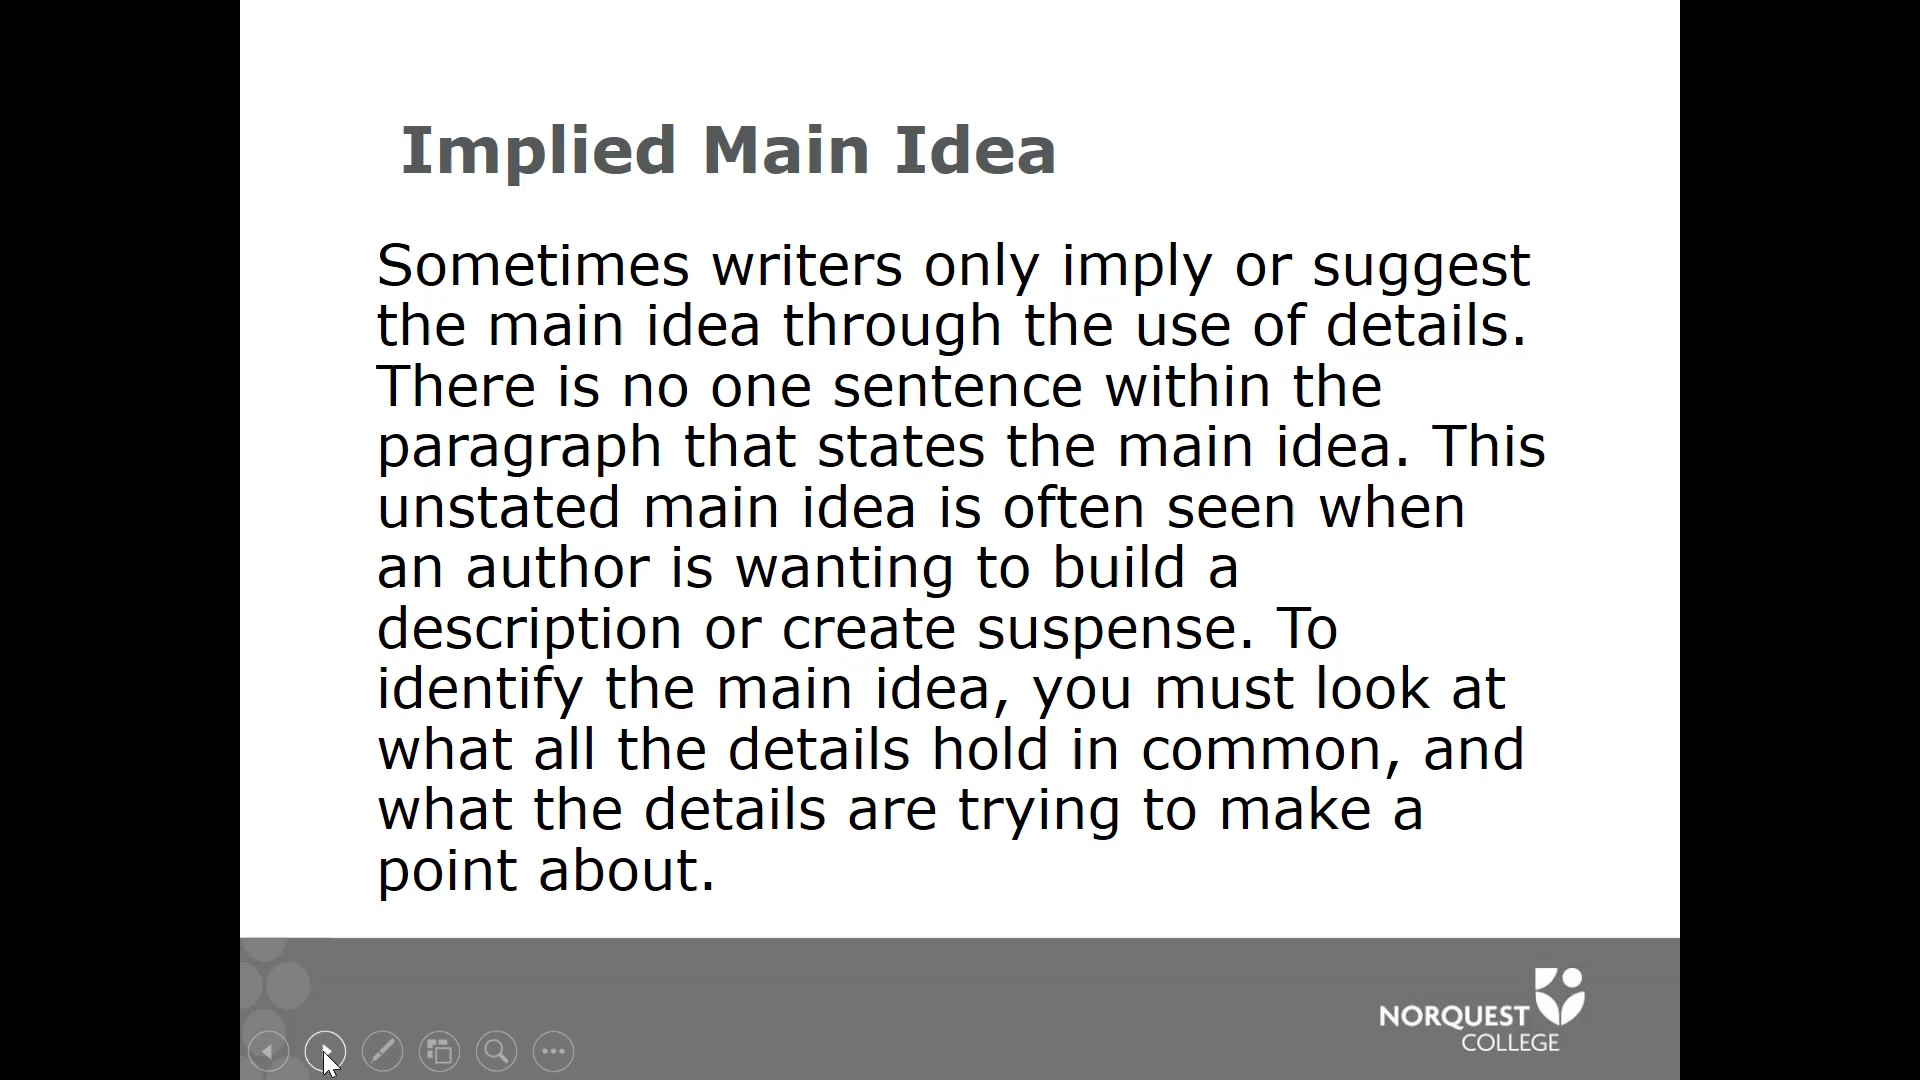 Implied Main Idea
Sometimes writers only imply or suggest
the main idea through the use of details.
There is no one sentence within the
paragraph that states the main idea. This
unstated main idea is often seen when
an author is wanting to build a
description or create suspense. To
identify the main idea, you must look at
what all the details hold in common, and
what the details are trying to make a
point about.
NORQUEST
COLLEGE